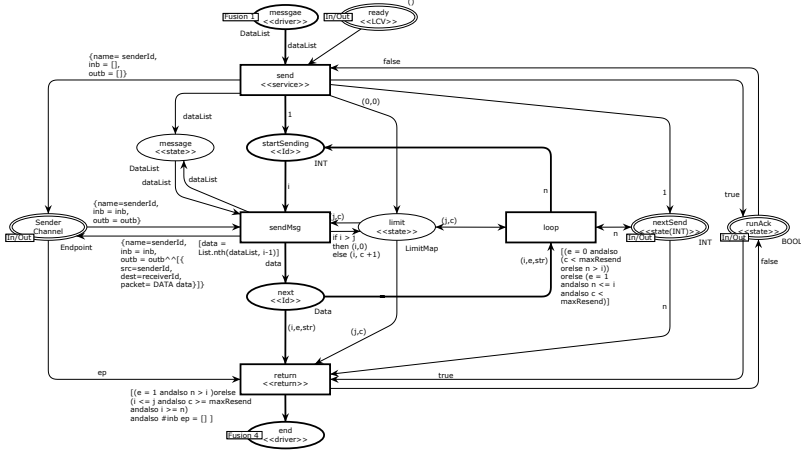 ()
messgae
<<driver>>
Fusion 1
DataList
dataList
ready
<<LCV>>
In/Out
{name= senderId,
inb = [],
outb = []}
send
<<service>>
false
dataList
1
(0,0)
message
<<state>>
DataList
dataList
dataList
startSending
<<Id>>
INT
i
n
1
true
Sender
Channel
In/Out
Endpoint
{name=senderId,
inb = inb,
outb = outb}
{name=senderId,
inb = inb,
outb = outb^^[{
src=senderId,
dest=receiverId,
packet= DATA data}]}
[data =
List.nth(dataList, i-1)]
sendMsg
j,c)
if i > j
then (i,0)
else (i, c +1)
limit
<<state>>
LimitMap
(j,c)
loop
n
nextSend
<<state(INT)>>
In/Out
INT
runAck
<<state>>
In/Out
BOOL
false
data
(i,e,str)
[(e = 0 andalso
(c < maxResend
orelse n > i))
orelse (e = 1
andalso n <= i
andalso c <
maxResend)]
next
<<Id>>
Data
(i,e,str)
(j,c)
n
ep
return
<<return>>
true
[(e = 1 andalso n > i )orelse
(i <= j andalso c >= maxResend
andalso i >= n)
andalso #inb ep = [] ]
end
<<driver>>
Fusion 4